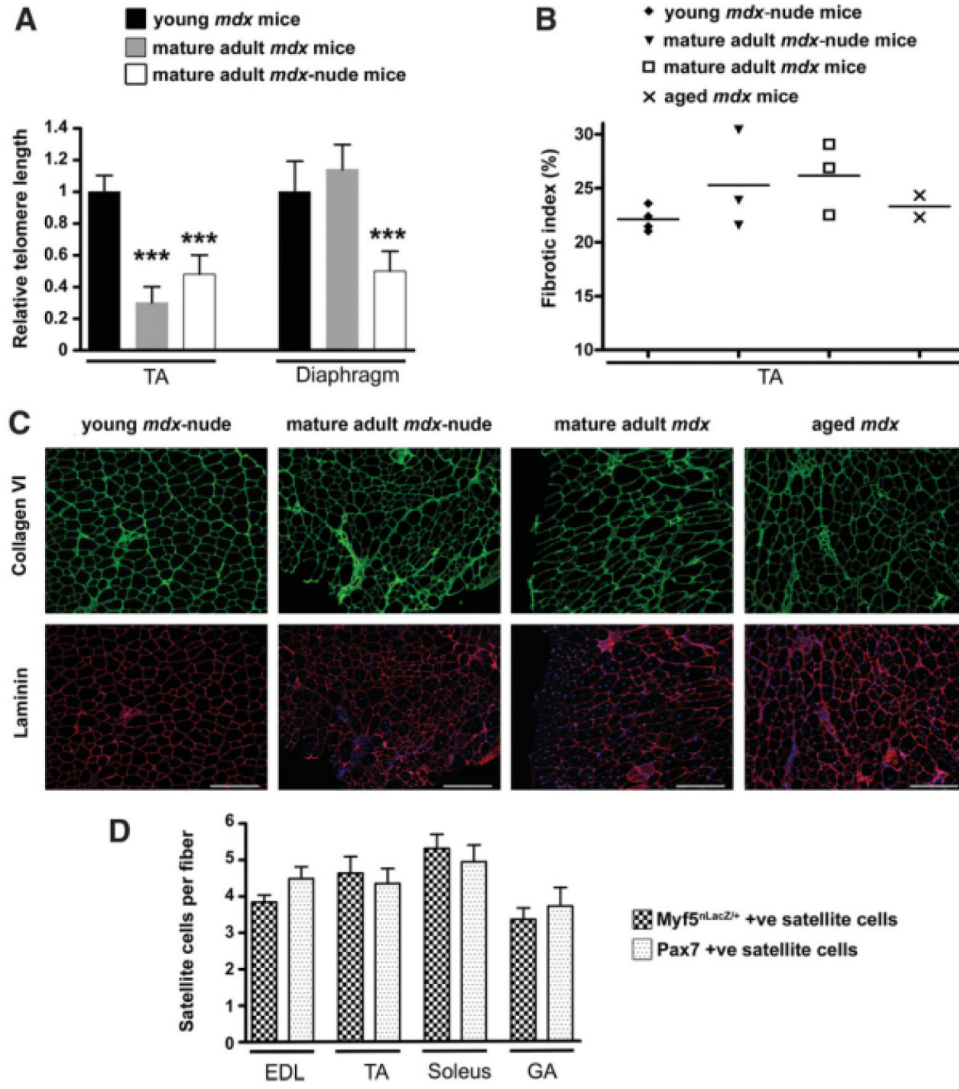 A
young mdx mice
mature adult mdx mice
mature adult mdx-nude mice
Relative telomere length
1.4
1.2
1
0.8
0.6
0.4
0.2
0
***
***
***
TA
Diaphragm
B
young mdx-nude mice
mature adult mdx-nude mice
mature adult mdx mice
aged mdx mice
Fibrotic index (%)
30
25
20
15
10
TA
C
young mdx-nude
mature adult mdx-nude
mature adult mdx
aged mdx
Collagen VI
Laminin
D
Satellite cells per fiber
6
5
4
3
2
1
0
EDL
TA
Soleus
GA
Myf5nLacZ/+ +ve satellite cells
Pax7 +ve satellite cells